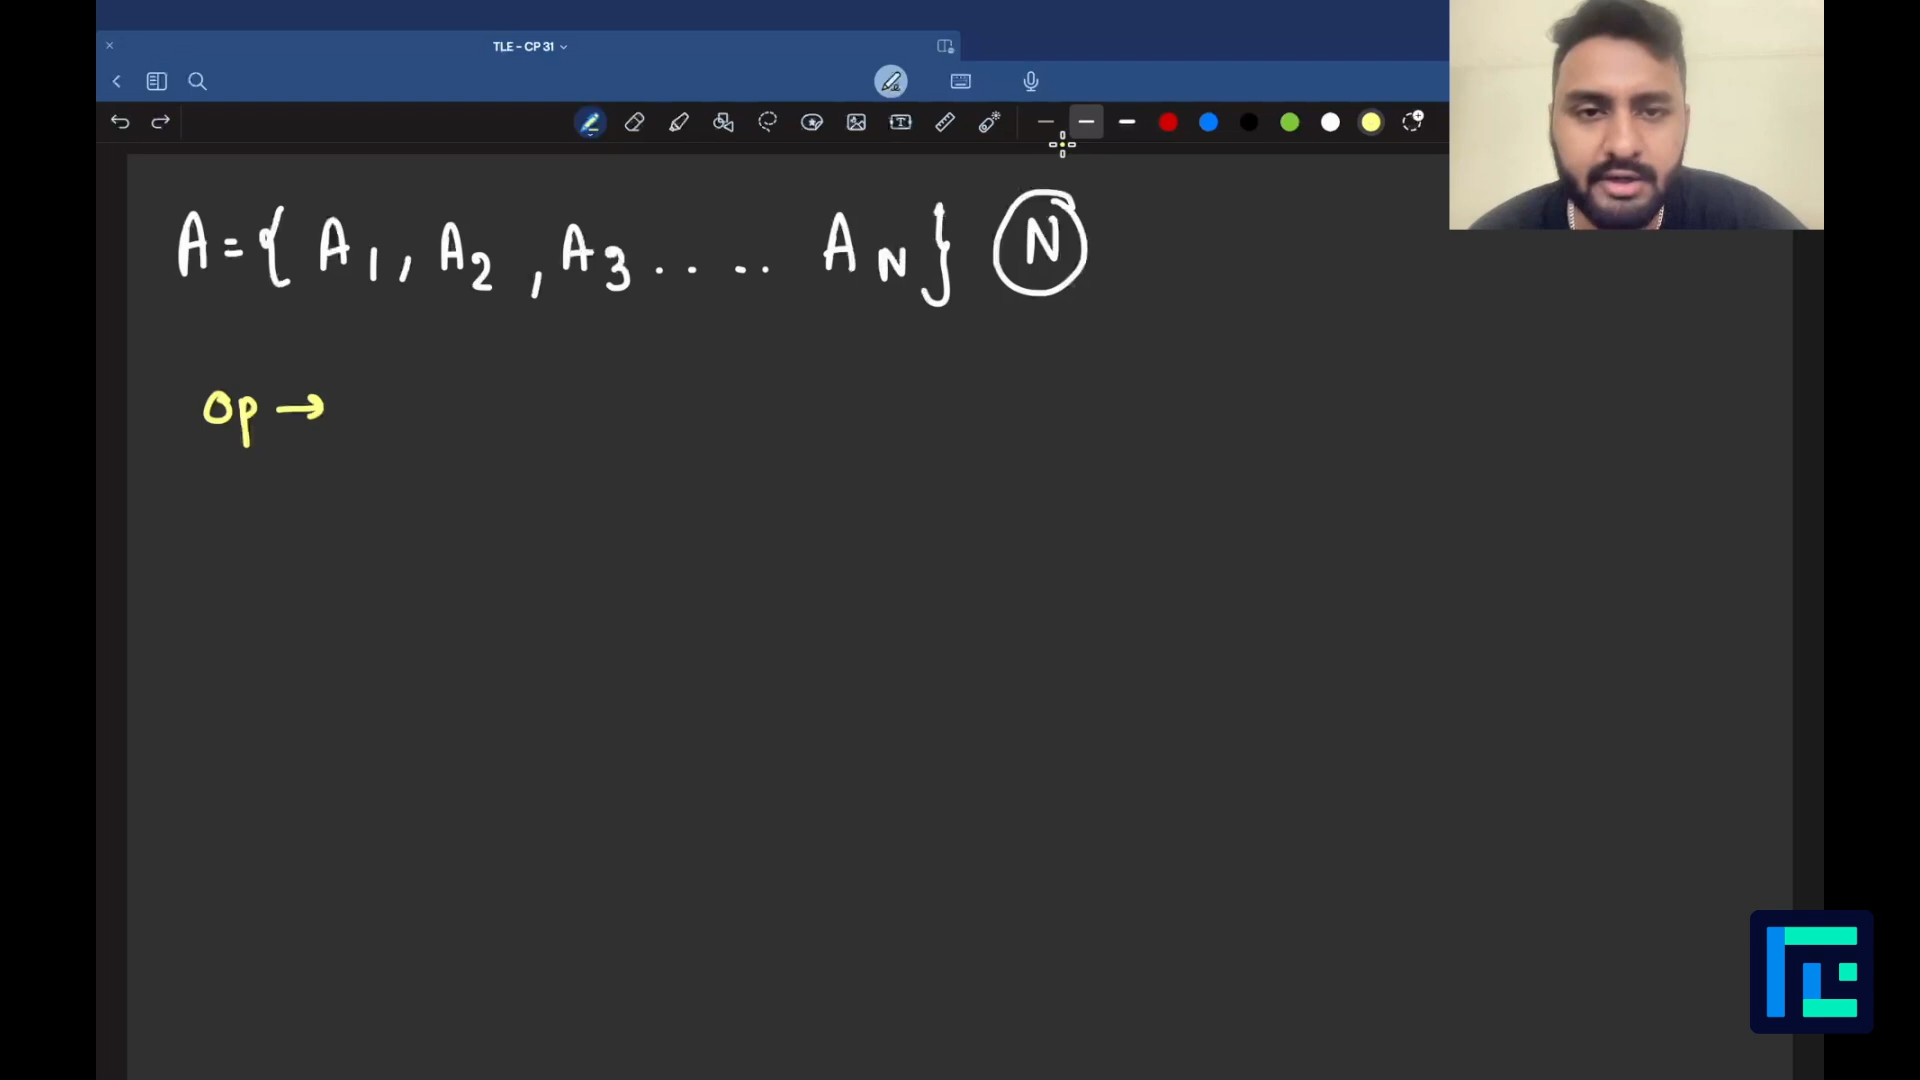 TLE - CP 31
A = { A1, A2, A3 . . . . . . AN } N
Op →